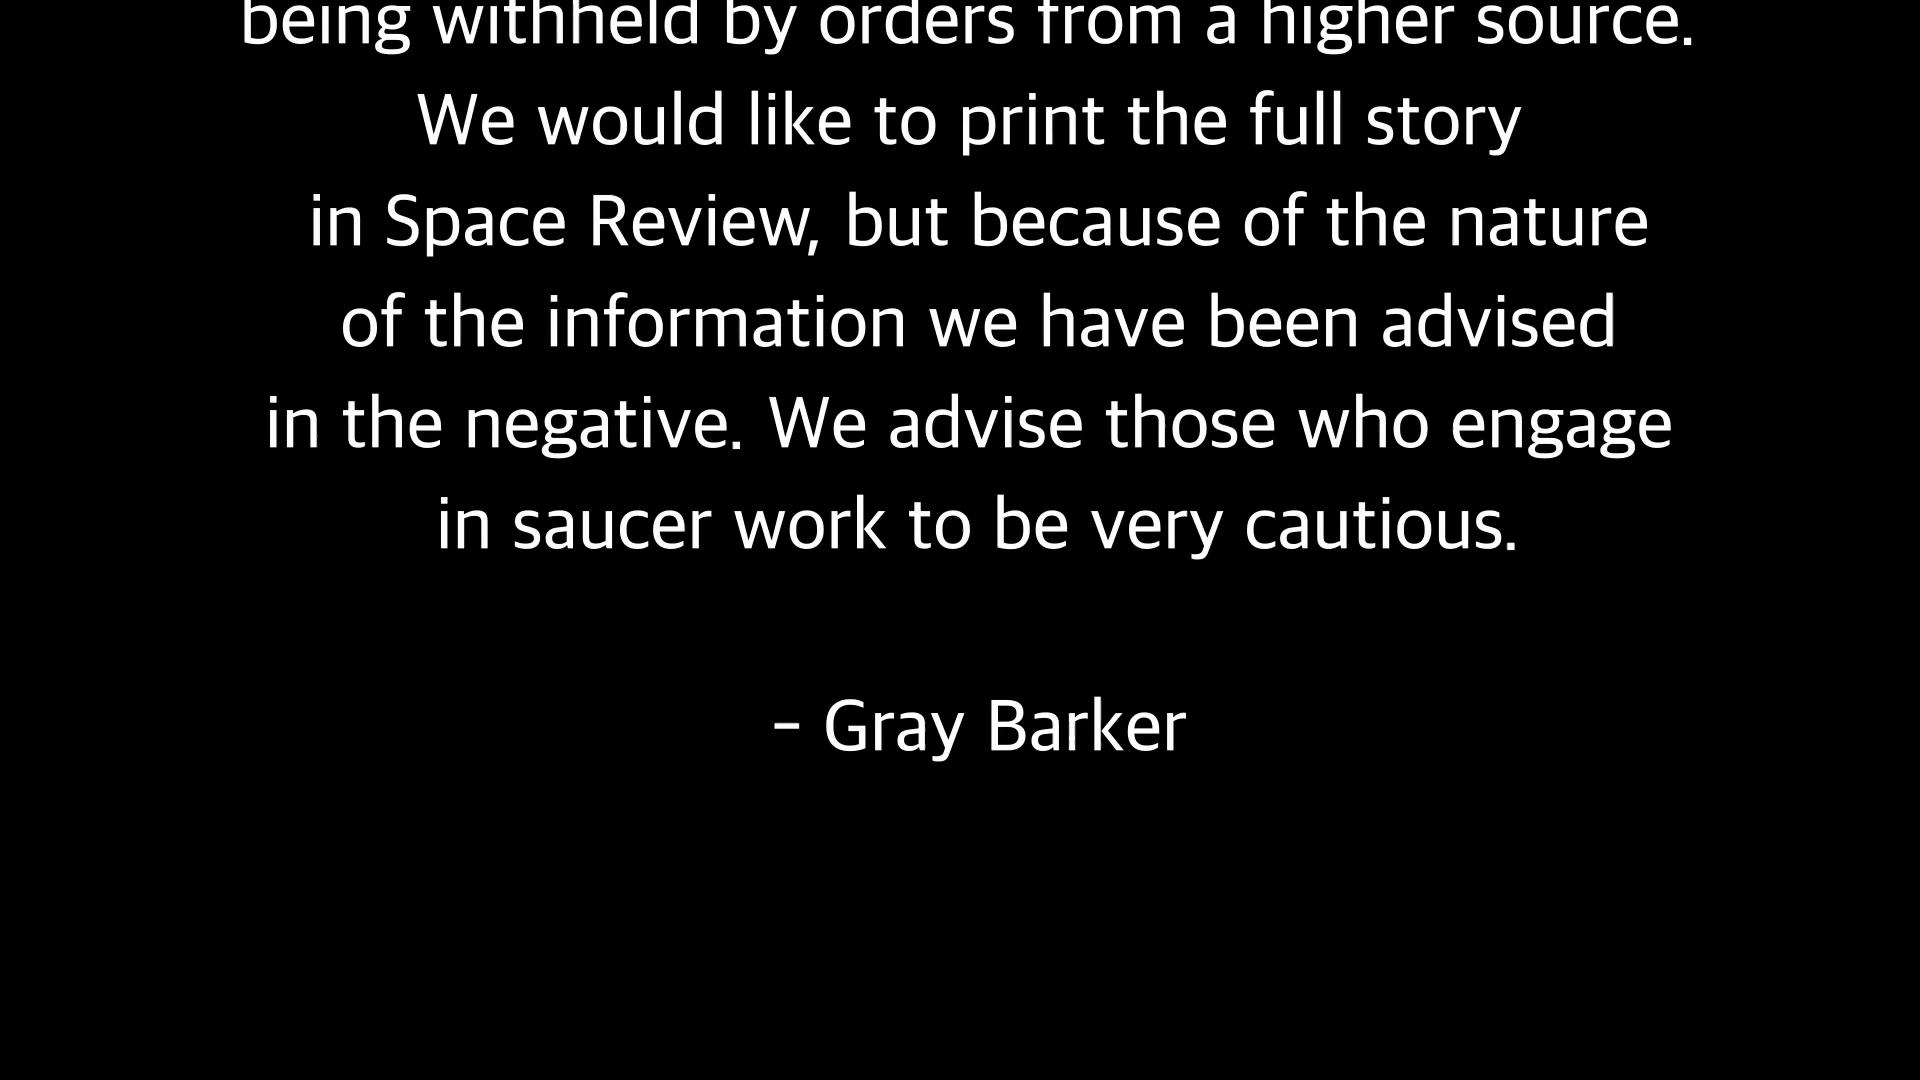 being withheld by orders from a higher source.
We would like to print the full story
in Space Review, but because of the nature
of the information we have been advised
in the negative. We advise those who engage
in saucer work to be very cautious.
– Gray Barker